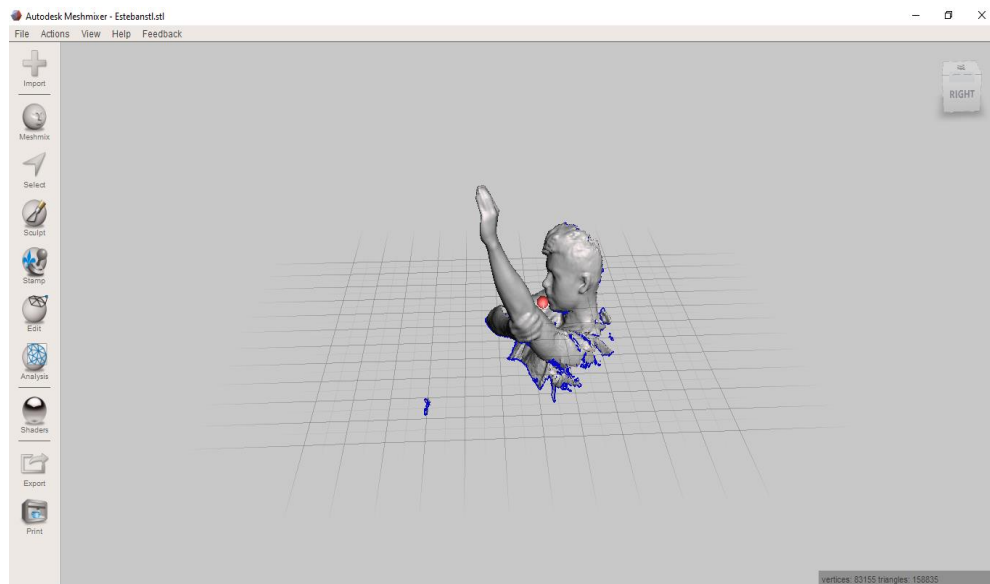 Autodesk Meshmixer - Estebanstl.stl
File Actions View Help Feedback
Import
Meshmix
Select
Sculpt
Stamp
Edit
Analysis
Shaders
Export
Print
RIGHT
vertices: 83155 triangles: 158835